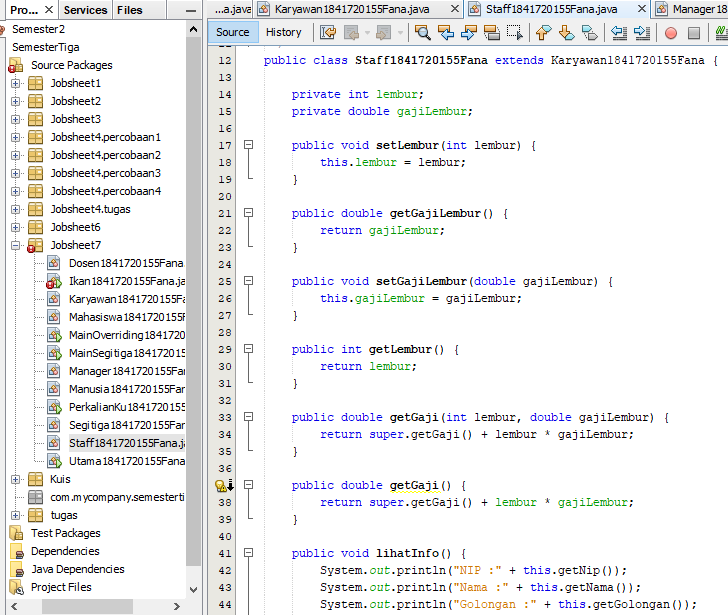 Pro... × Services Files
...a.java Karyawan1841720155Fana.java × Staff1841720155Fana.java × Manager18
Source History
Semester2
SemesterTiga
Source Packages
Jobsheet1
Jobsheet2
Jobsheet3
Jobsheet4.percobaan1
Jobsheet4.percobaan2
Jobsheet4.percobaan3
Jobsheet4.percobaan4
Jobsheet4.tugas
Jobsheet6
Jobsheet7
Dosen1841720155Fana
Ikan1841720155Fana.ja
Karyawan1841720155Fa
Mahasiswa1841720155F
MainOverriding1841720
MainSegitiga18417201
Manager1841720155Fa
Manusia1841720155Fan
PerkalianKu184172015
Segitiga1841720155Fa
Staff1841720155Fana.ja
Utama1841720155Fana
Kuis
com.mycompany.semesterti
tugas
Test Packages
Dependencies
Java Dependencies
Project Files
12 public class Staff1841720155Fana extends Karyawan1841720155Fana {
13
14 private int lembur;
15 private double gajiLembur;
16
17 public void setLembur(int lembur) {
18 this.lembur = lembur;
19 }
20
21 public double getGajiLembur() {
22 return gajiLembur;
23 }
24
25 public void setGajiLembur(double gajiLembur) {
26 this.gajiLembur = gajiLembur;
27 }
28
29 public int getLembur() {
30 return lembur;
31 }
32
33 public double getGaji(int lembur, double gajiLembur) {
34 return super.getGaji() + lembur * gajiLembur;
35 }
36
public double getGaji() {
38 return super.getGaji() + lembur * gajiLembur;
39 }
40
41 public void lihatInfo() {
42 System.out.println("NIP :" + this.getNip());
43 System.out.println("Nama :" + this.getNama());
44 System.out.println("Golongan :" + this.getGolongan());